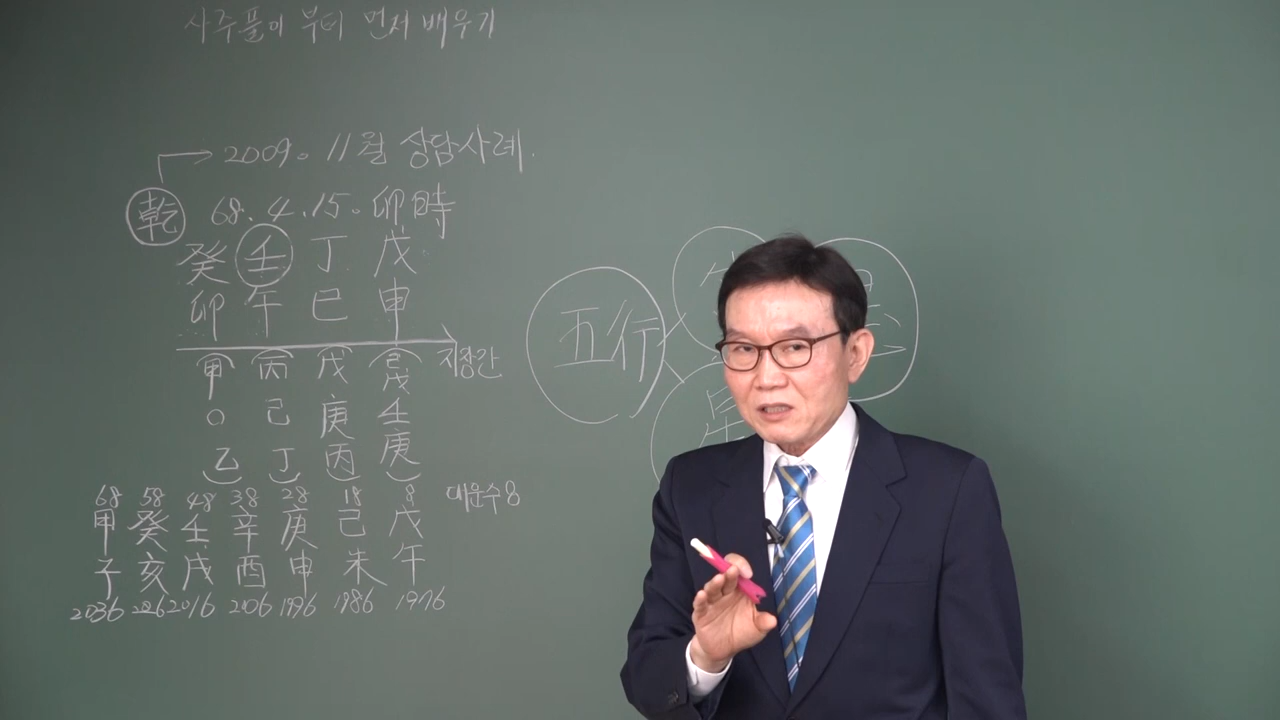 사주풀이 부터 먼저 배우기
2009. 11월 상담사례.
乾 68. 4. 15. 卯時
癸 壬 丁 戊
卯 午 巳 申
甲 丙 戊 己戊 지장간
○ 己 庚 壬
乙 丁 丙 庚
68 58 48 38 28 18 8 대운수8
甲 癸 壬 辛 庚 己 戊
子 亥 戌 酉 申 未 午
2036 2026 2016 2006 1996 1986 1976
五行